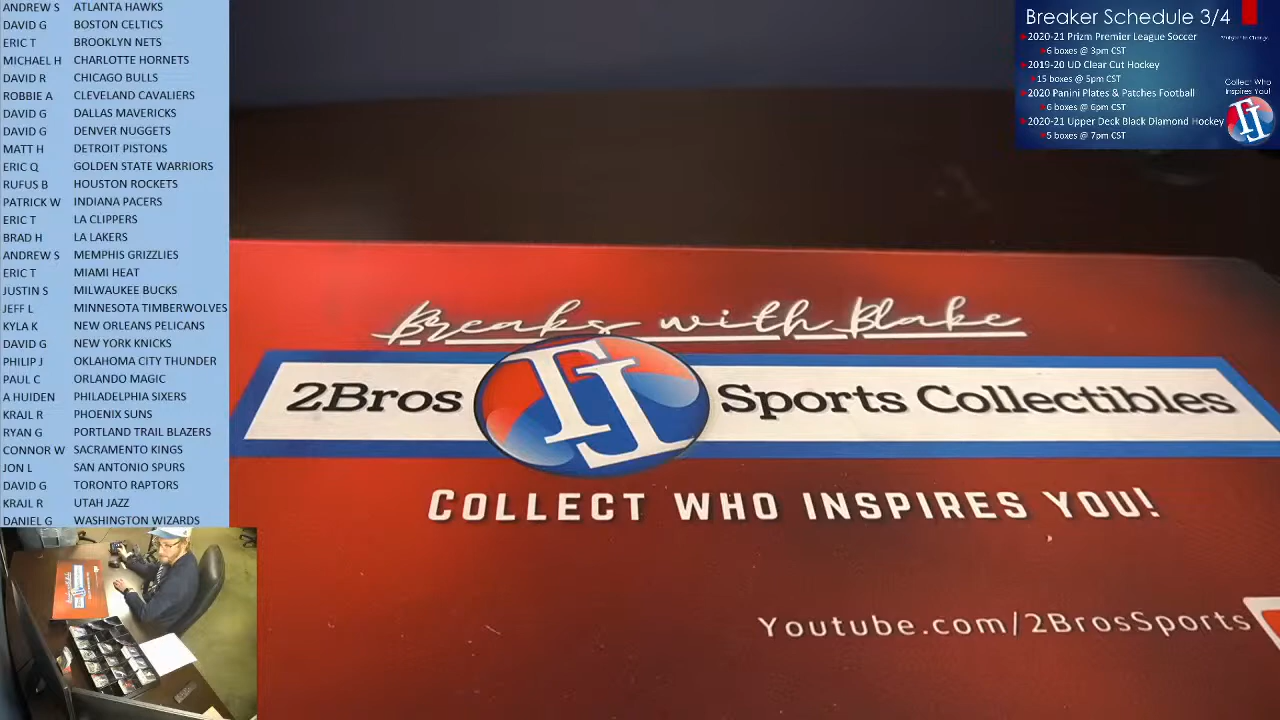 ANDREW S ATLANTA HAWKS
DAVID G BOSTON CELTICS
ERIC T BROOKLYN NETS
MICHAEL H CHARLOTTE HORNETS
DAVID R CHICAGO BULLS
ROBBIE A CLEVELAND CAVALIERS
DAVID G DALLAS MAVERICKS
DAVID G DENVER NUGGETS
MATT H DETROIT PISTONS
ERIC Q GOLDEN STATE WARRIORS
RUFUS B HOUSTON ROCKETS
PATRICK W INDIANA PACERS
ERIC T LA CLIPPERS
BRAD H LA LAKERS
ANDREW S MEMPHIS GRIZZLIES
ERIC T MIAMI HEAT
JUSTIN S MILWAUKEE BUCKS
JEFF L MINNESOTA TIMBERWOLVES
KYLA K NEW ORLEANS PELICANS
DAVID G NEW YORK KNICKS
PHILIP J OKLAHOMA CITY THUNDER
PAUL C ORLANDO MAGIC
A HUIDEN PHILADELPHIA SIXERS
KRAIL R PHOENIX SUNS
RYAN G PORTLAND TRAIL BLAZERS
CONNOR W SACRAMENTO KINGS
JON L SAN ANTONIO SPURS
DAVID G TORONTO RAPTORS
KRAIL R UTAH JAZZ
DANIEL G WASHINGTON WIZARDS
Breaker Schedule 3/4
2020-21 Prizm Premier League Soccer
*Subject to Change
6 boxes @ 3pm CST
2019-20 UD Clear Cut Hockey
15 boxes @ 5pm CST
2020 Panini Plates & Patches Football
6 boxes @ 6pm CST
2020-21 Upper Deck Black Diamond Hockey
5 boxes @ 7pm CST
Collect Who
Inspires You!
Breaks with Blake
2Bros Sports Collectibles
COLLECT WHO INSPIRES YOU!
Youtube.com/2BrosSports